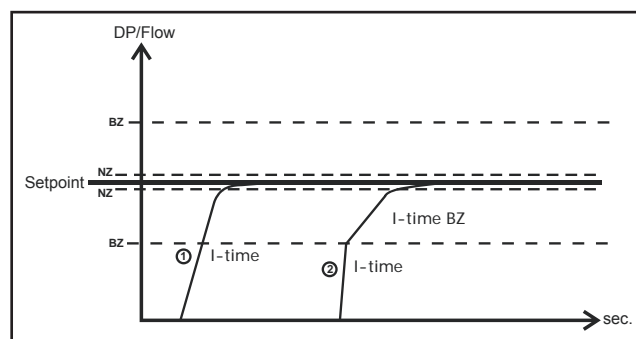 DP/Flow
BZ
NZ
Setpoint
NZ
I-time BZ
BZ
① I-time
② I-time
sec.